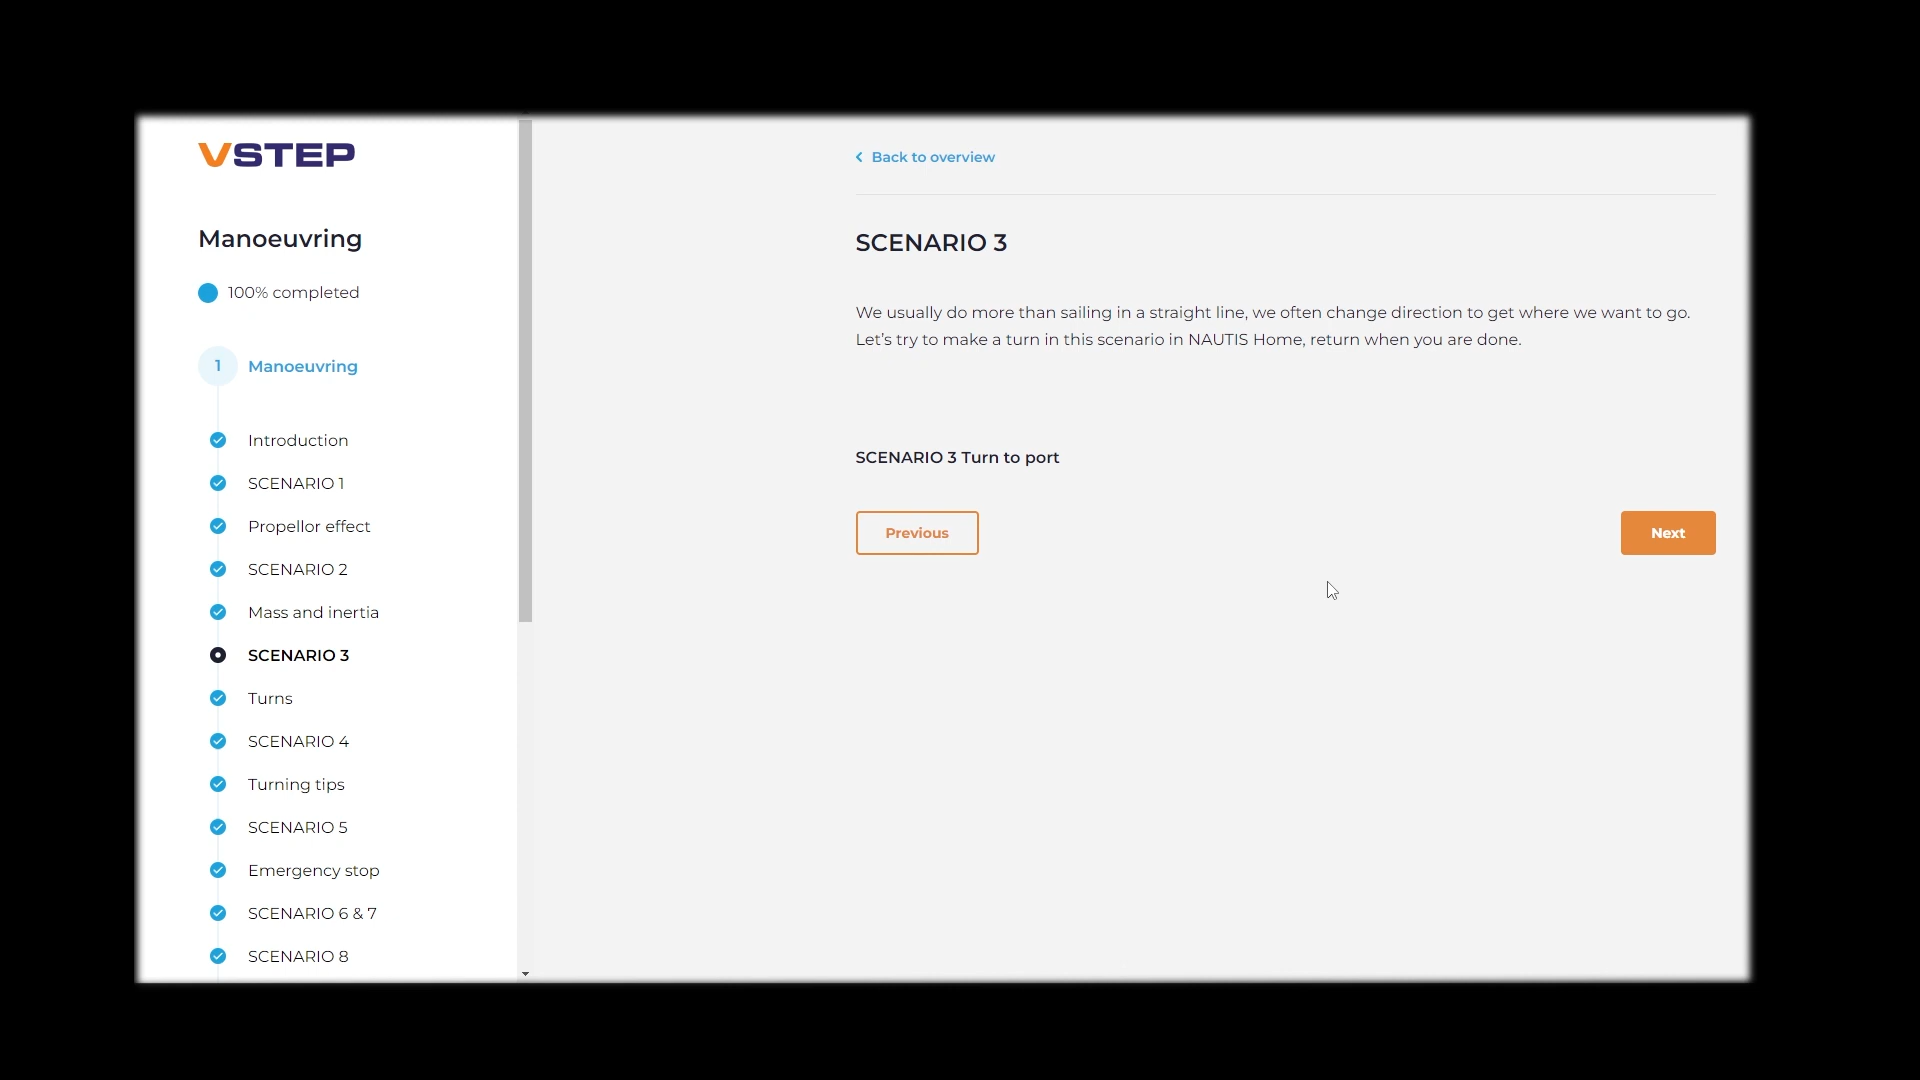 VSTEP
Manoeuvring
100% completed
1 Manoeuvring
Introduction
SCENARIO 1
Propellor effect
SCENARIO 2
Mass and inertia
SCENARIO 3
Turns
SCENARIO 4
Turning tips
SCENARIO 5
Emergency stop
SCENARIO 6 & 7
SCENARIO 8
Back to overview
SCENARIO 3
We usually do more than sailing in a straight line, we often change direction to get where we want to go.
Let's try to make a turn in this scenario in NAUTIS Home, return when you are done.
SCENARIO 3 Turn to port
Previous
Next